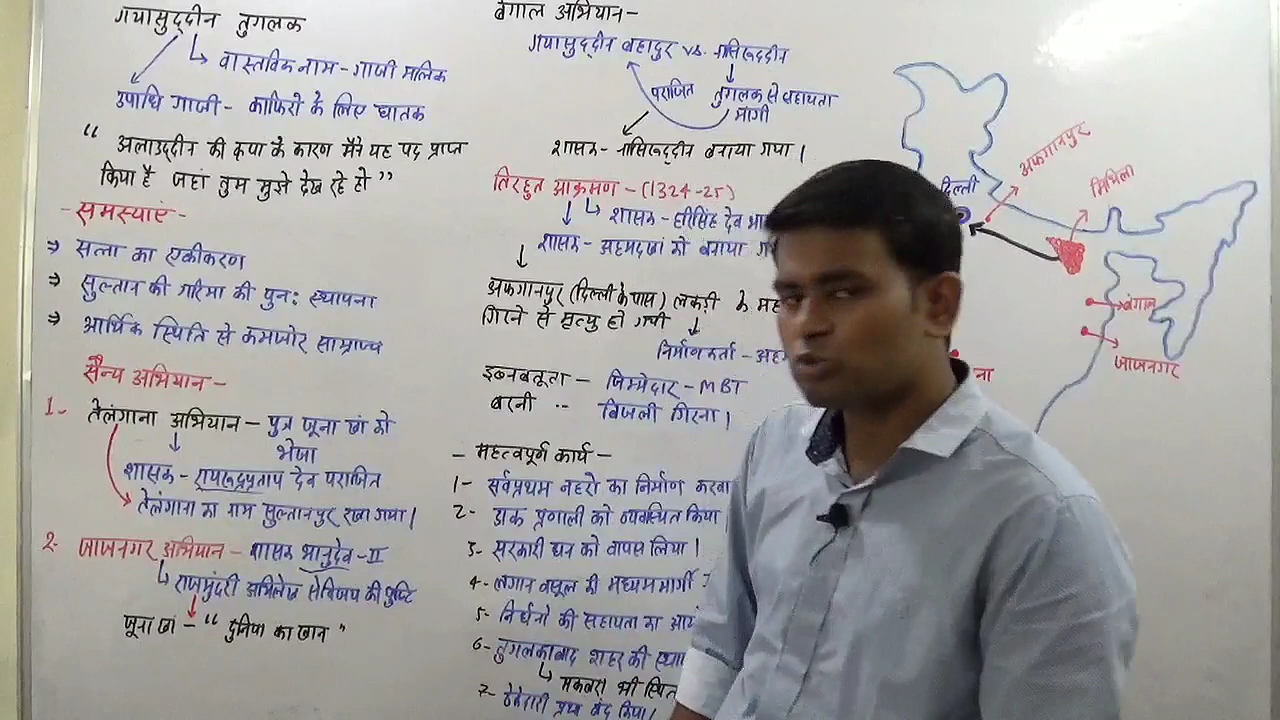 गयासुद्दीन तुगलक
वास्तविक नाम - गाजी मलिक
उपाधि गाजी - काफिरो के लिए घातक
“ अलाउद्दीन की कृपा के कारण मैंने यह पद प्राप्त
किया है जहां तुम मुझे देख रहे हो ”
- समस्याएं -
⇒ सत्ता का एकीकरण
⇒ सुल्तान की गरिमा की पुनः स्थापना
⇒ आर्थिक स्थिति से कमजोर साम्राज्य
सैन्य अभियान -
1- तेलंगाना अभियान - पुत्र जूना खां को
भेजा
शासक - रायरूद्रप्रताप देव पराजित
तेलंगाना का नाम सुल्तानपुर रखा गया।
2- जाजनगर अभियान - शासक भानुदेव - II
राजमुंदरी अभिलेख से विजय की पुष्टि
जूना खां - “ दुनिया का खान ”
बंगाल अभियान -
गयासुद्दीन बहादुर vs. नासिरूद्दीन
पराजित तुगलक से सहायता
मांगी
शासक - नासिरूद्दीन बनाया गया।
तिरहुत आक्रमण - (1324-25)
शासक - हरिसिंह देव
शासक - अहमदखां को बनाया
अफगानपुर (दिल्ली के पास) लकड़ी के
गिरने से मृत्यु हो गयी
निर्माणकर्ता -
इब्नबतूता - जिम्मेदार - MBT
बरनी .. - बिजली गिरना।
- महत्वपूर्ण कार्य -
1- सर्वप्रथम नहरो का निर्माण
2- डाक प्रणाली को व्यवस्थित किया
3- सरकारी धन को वापस लिया।
4- लगान वसूल की मध्यममार्गी
5- निर्धनो की सहायता का
6- तुगलकाबाद शहर की
मकबरा भी
7- ठेकेदारी प्रथा बंद किया।
अफगानपुर
मिथिला
दिल्ली
बंगाल
जाजनगर
ना